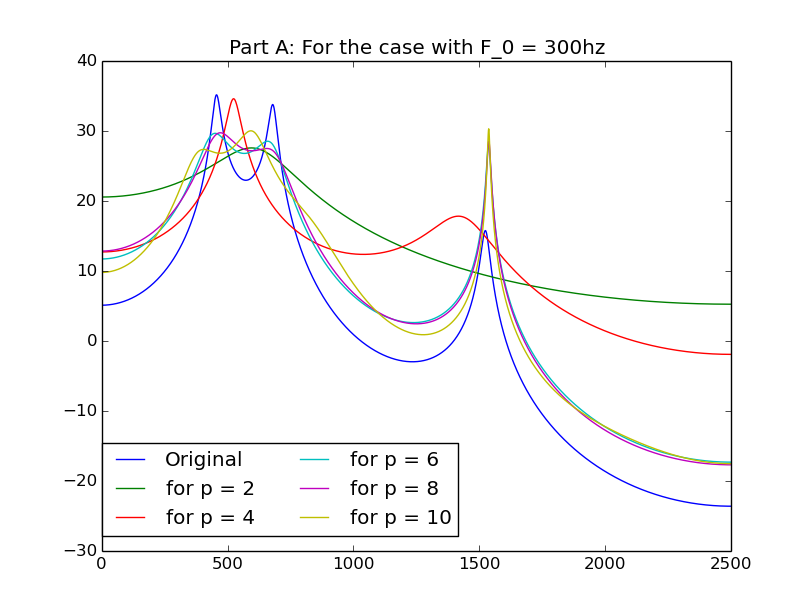 Part A: For the case with F_0 = 300hz
40
30
20
10
0
−10
−20
−30
Original
for p = 2
for p = 4
for p = 6
for p = 8
for p = 10
0 500 1000 1500 2000 2500